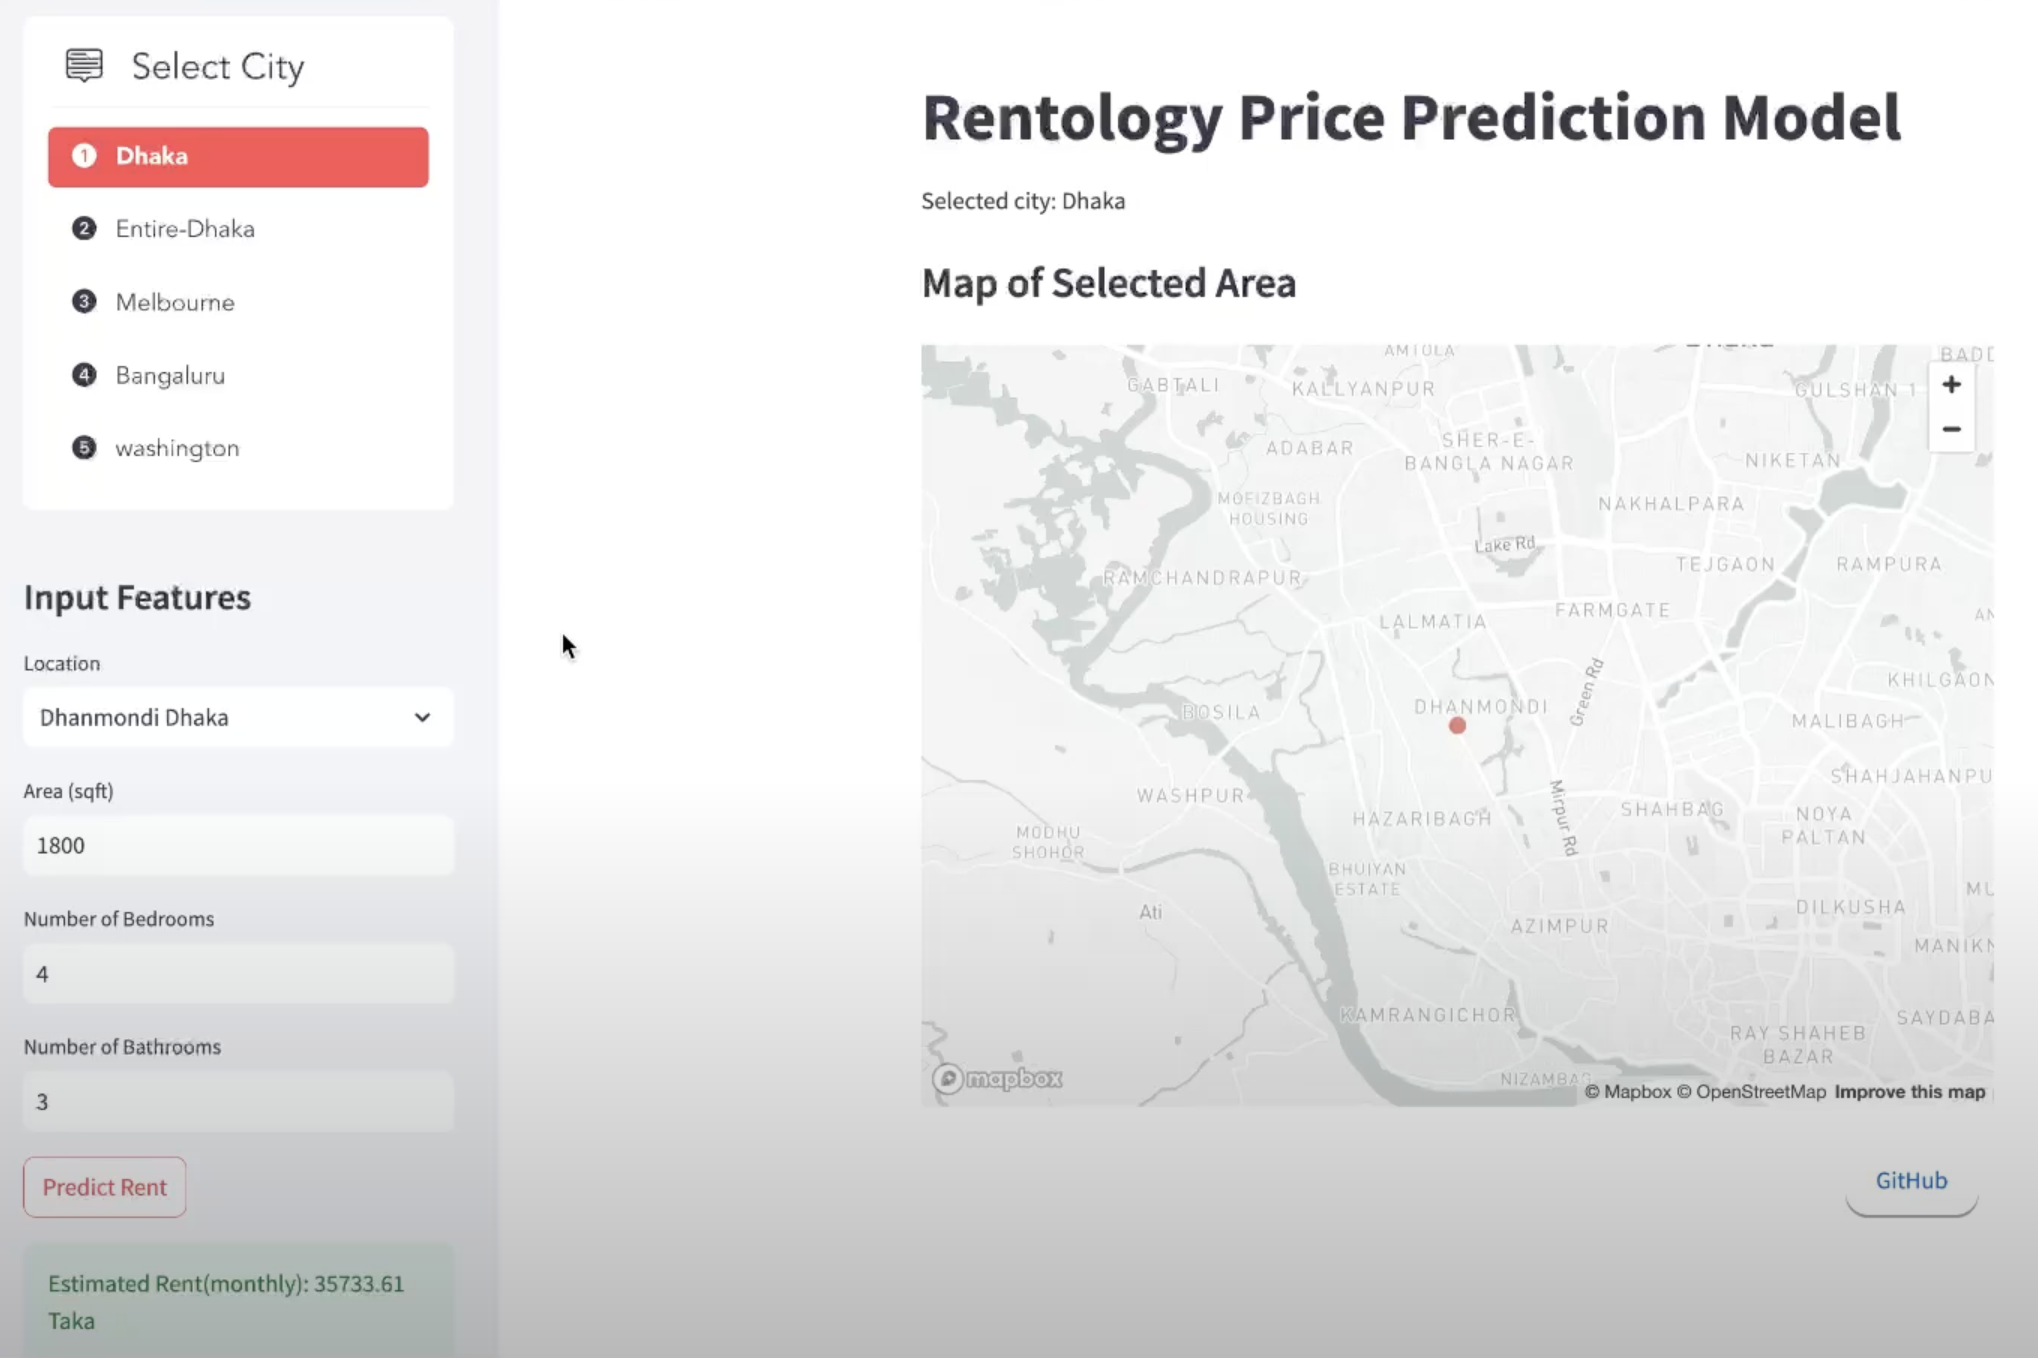 Select City
1 Dhaka
2 Entire-Dhaka
3 Melbourne
4 Bangaluru
5 washington
Input Features
Location
Dhanmondi Dhaka
Area (sqft)
1800
Number of Bedrooms
4
Number of Bathrooms
3
Predict Rent
Estimated Rent(monthly): 35733.61
Taka
Rentology Price Prediction Model
Selected city: Dhaka
Map of Selected Area
AMTOLA
BADD
GABTALI
KALLYANPUR
GULSHAN 1
+
−
ADABAR
SHER-E-
BANGLA NAGAR
NIKETAN
MOFIZBAGH
HOUSING
NAKHALPARA
Lake Rd
TEJGAON
RAMPURA
RAMCHANDRAPUR
FARMGATE
LALMATIA
AN
Green Rd
KHILGAON
DHANMONDI
BOSILA
MALIBAGH
SHAHJAHANPU
WASHPUR
Mirpur Rd
SHAHBAG
HAZARIBAGH
NOYA
PALTAN
MODHU
SHOHOR
BHUIYAN
ESTATE
MU
Ati
DILKUSHA
AZIMPUR
MANIKN
KAMRANGICHOR
SAYDABA
RAY SHAHEB
BAZAR
mapbox
NIZAMBAG
© Mapbox © OpenStreetMap Improve this map
GitHub